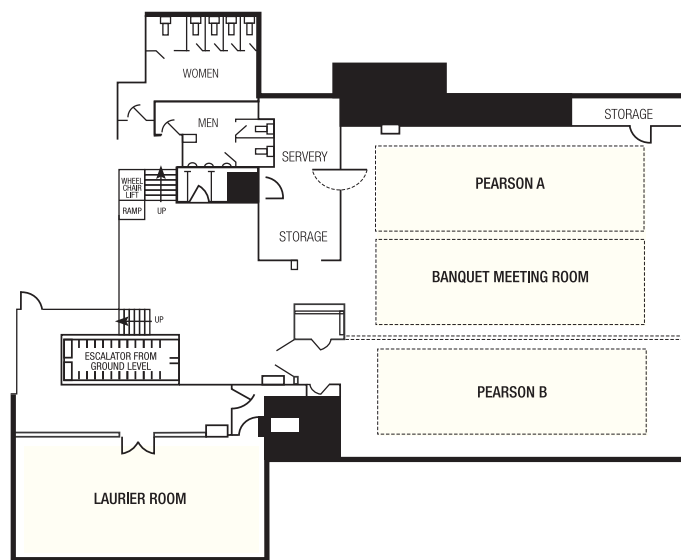 WOMEN
MEN
STORAGE
SERVERY
PEARSON A
WHEEL
CHAIR
LIFT
RAMP
UP
STORAGE
BANQUET MEETING ROOM
UP
ESCALATOR FROM
GROUND LEVEL
PEARSON B
LAURIER ROOM